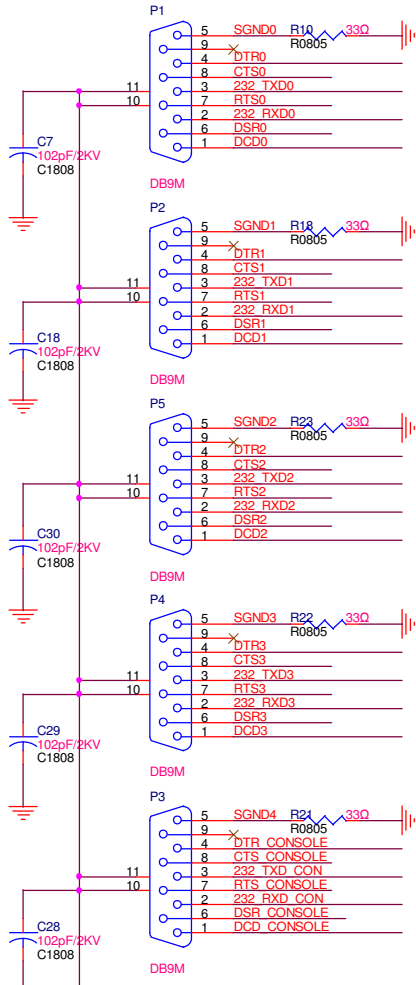 P1
5 SGND0 R10 33Ω
R0805
9
4 DTR0
8 CTS0
11 3 232_TXD0
10 7 RTS0
2 232_RXD0
6 DSR0
1 DCD0
C7
102pF/2KV
C1808
DB9M
P2
5 SGND1 R18 33Ω
R0805
9
4 DTR1
8 CTS1
11 3 232_TXD1
10 7 RTS1
2 232_RXD1
6 DSR1
1 DCD1
C18
102pF/2KV
C1808
DB9M
P5
5 SGND2 R23 33Ω
R0805
9
4 DTR2
8 CTS2
11 3 232_TXD2
10 7 RTS2
2 232_RXD2
6 DSR2
1 DCD2
C30
102pF/2KV
C1808
DB9M
P4
5 SGND3 R22 33Ω
R0805
9
4 DTR3
8 CTS3
11 3 232_TXD3
10 7 RTS3
2 232_RXD3
6 DSR3
1 DCD3
C29
102pF/2KV
C1808
DB9M
P3
5 SGND4 R21 33Ω
R0805
9
4 DTR_CONSOLE
8 CTS_CONSOLE
11 3 232_TXD_CON
10 7 RTS_CONSOLE
2 232_RXD_CON
6 DSR_CONSOLE
1 DCD_CONSOLE
C28
102pF/2KV
C1808
DB9M